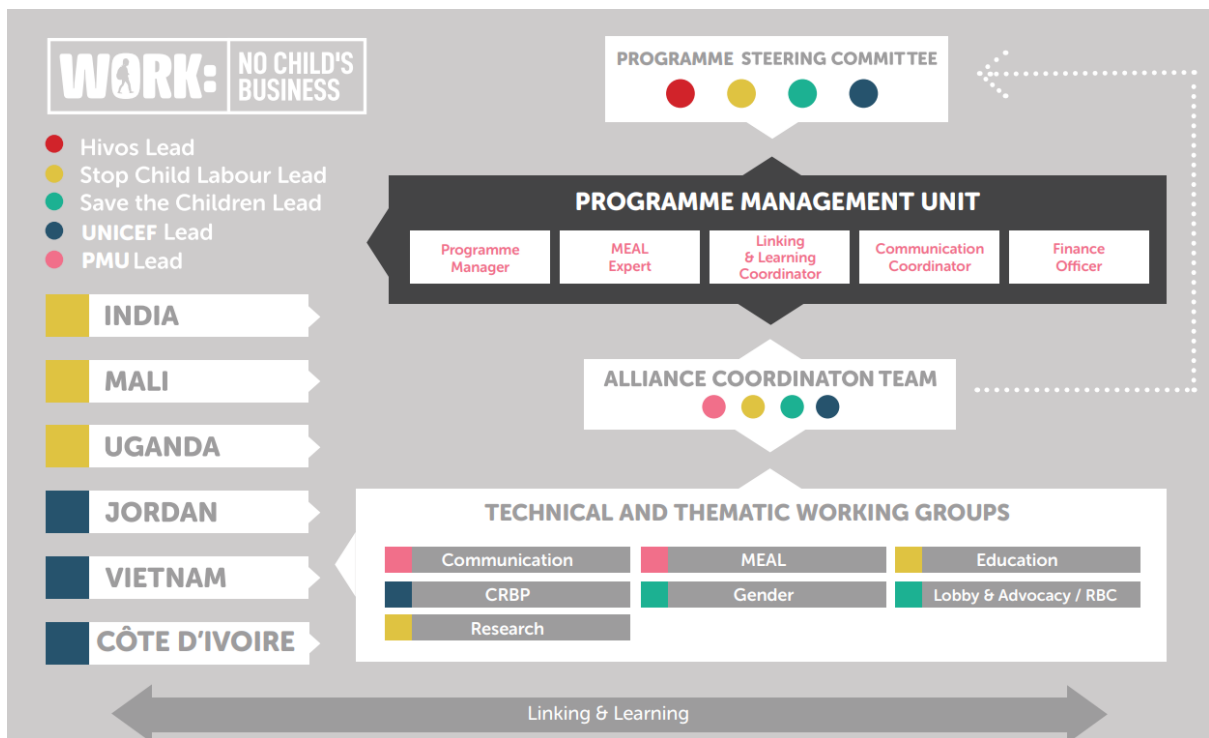 WORK:
NO CHILD'S
BUSINESS
Hivos Lead
Stop Child Labour Lead
Save the Children Lead
UNICEF Lead
PMU Lead
INDIA
MALI
UGANDA
JORDAN
VIETNAM
CÔTE D'IVOIRE
PROGRAMME STEERING COMMITTEE
PROGRAMME MANAGEMENT UNIT
Programme
Manager
MEAL
Expert
Linking
& Learning
Coordinator
Communication
Coordinator
Finance
Officer
ALLIANCE COORDINATON TEAM
TECHNICAL AND THEMATIC WORKING GROUPS
Communication
MEAL
Education
CRBP
Gender
Lobby & Advocacy / RBC
Research
Linking & Learning